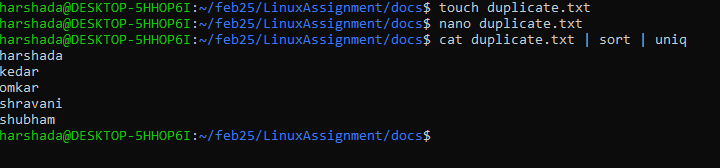 harshada@DESKTOP-5HHOP6I:~/feb25/LinuxAssignment/docs$ touch duplicate.txt
harshada@DESKTOP-5HHOP6I:~/feb25/LinuxAssignment/docs$ nano duplicate.txt
harshada@DESKTOP-5HHOP6I:~/feb25/LinuxAssignment/docs$ cat duplicate.txt | sort | uniq
harshada
kedar
omkar
shravani
shubham
harshada@DESKTOP-5HHOP6I:~/feb25/LinuxAssignment/docs$